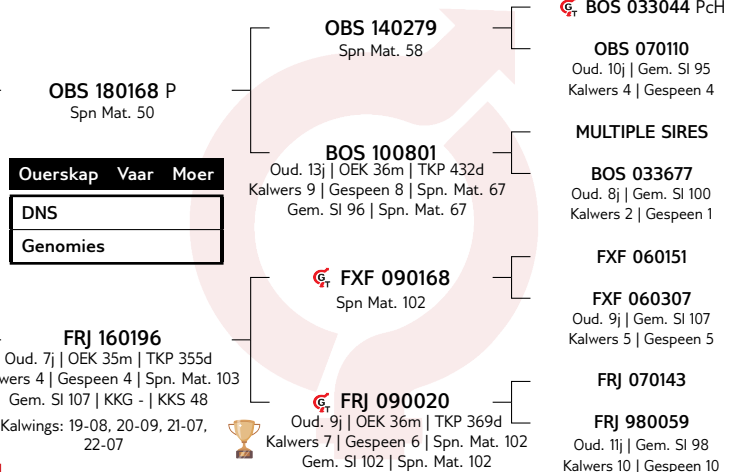 OBS 180168 P
Spn Mat. 50
Ouerskap Vaar Moer
DNS
Genomies
FRJ 160196
Oud. 7j | OEK 35m | TKP 355d
wers 4 | Gespeen 4 | Spn. Mat. 103
Gem. SI 107 | KKG - | KKS 48
Kalwings: 19-08, 20-09, 21-07,
22-07
OBS 140279
Spn Mat. 58
BOS 100801
Oud. 13j | OEK 36m | TKP 432d
Kalwers 9 | Gespeen 8 | Spn. Mat. 67
Gem. SI 96 | Spn. Mat. 67
GT FXF 090168
Spn Mat. 102
GT FRJ 090020
Oud. 9j | OEK 36m | TKP 369d
Kalwers 7 | Gespeen 6 | Spn. Mat. 102
Gem. SI 102 | Spn. Mat. 102
GT BOS 033044 PcH
OBS 070110
Oud. 10j | Gem. SI 95
Kalwers 4 | Gespeen 4
MULTIPLE SIRES
BOS 033677
Oud. 8j | Gem. SI 100
Kalwers 2 | Gespeen 1
FXF 060151
FXF 060307
Oud. 9j | Gem. SI 107
Kalwers 5 | Gespeen 5
FRJ 070143
FRJ 980059
Oud. 11j | Gem. SI 98
Kalwers 10 | Gespeen 10